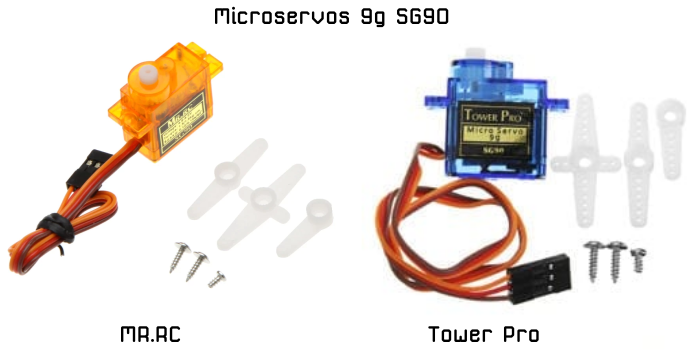 Microservos 9g SG90
TOWER PRO
Micro Servo
9g
SG90
MR.RC
Tower Pro